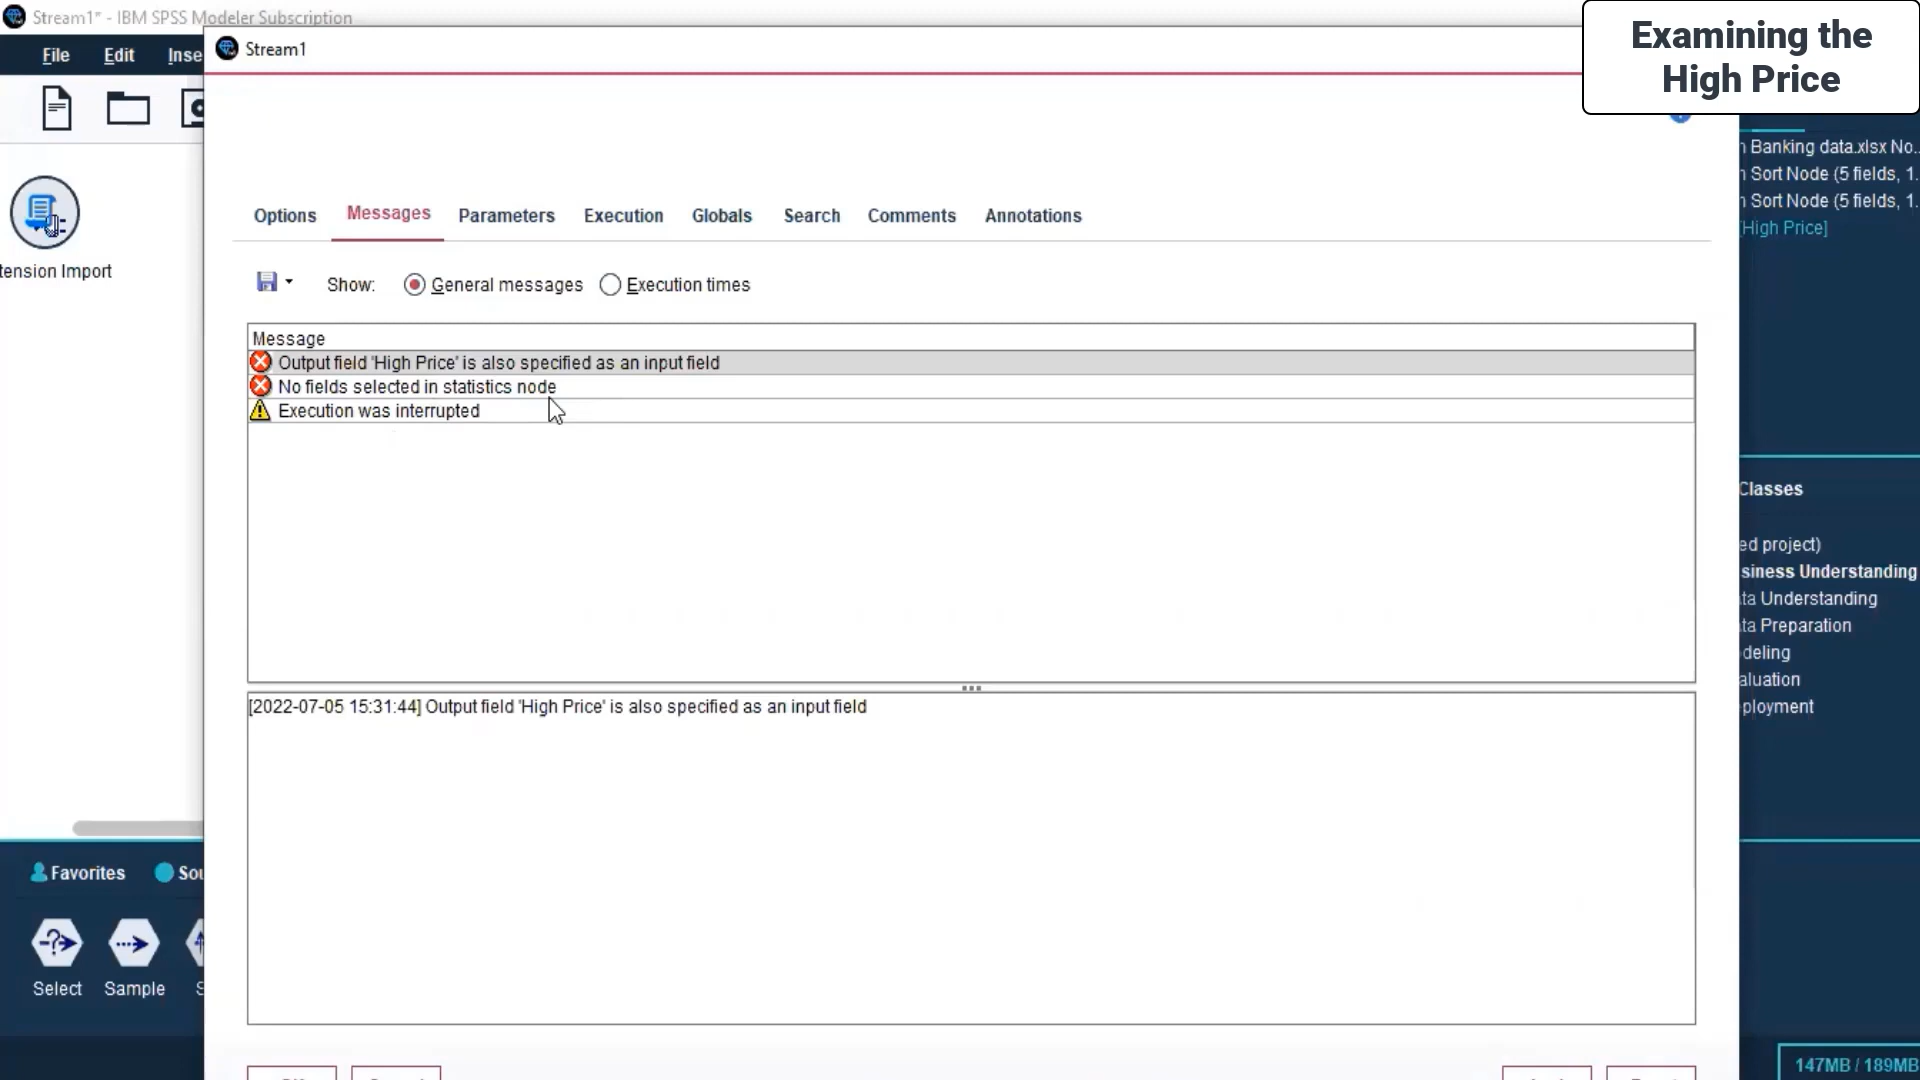 Stream1* - IBM SPSS Modeler Subscription
Examining the
High Price
File Edit Inse
Stream1
Banking data.xlsx No..
Sort Node (5 fields, 1.
Sort Node (5 fields, 1.
[High Price]
Options Messages Parameters Execution Globals Search Comments Annotations
tension Import
Show: General messages Execution times
Message
Output field 'High Price' is also specified as an input field
No fields selected in statistics node
Execution was interrupted
Classes
ed project)
siness Understanding
ta Understanding
ta Preparation
deling
aluation
ployment
[2022-07-05 15:31:44] Output field 'High Price' is also specified as an input field
Favorites Sou
Select Sample S
147MB / 189MB